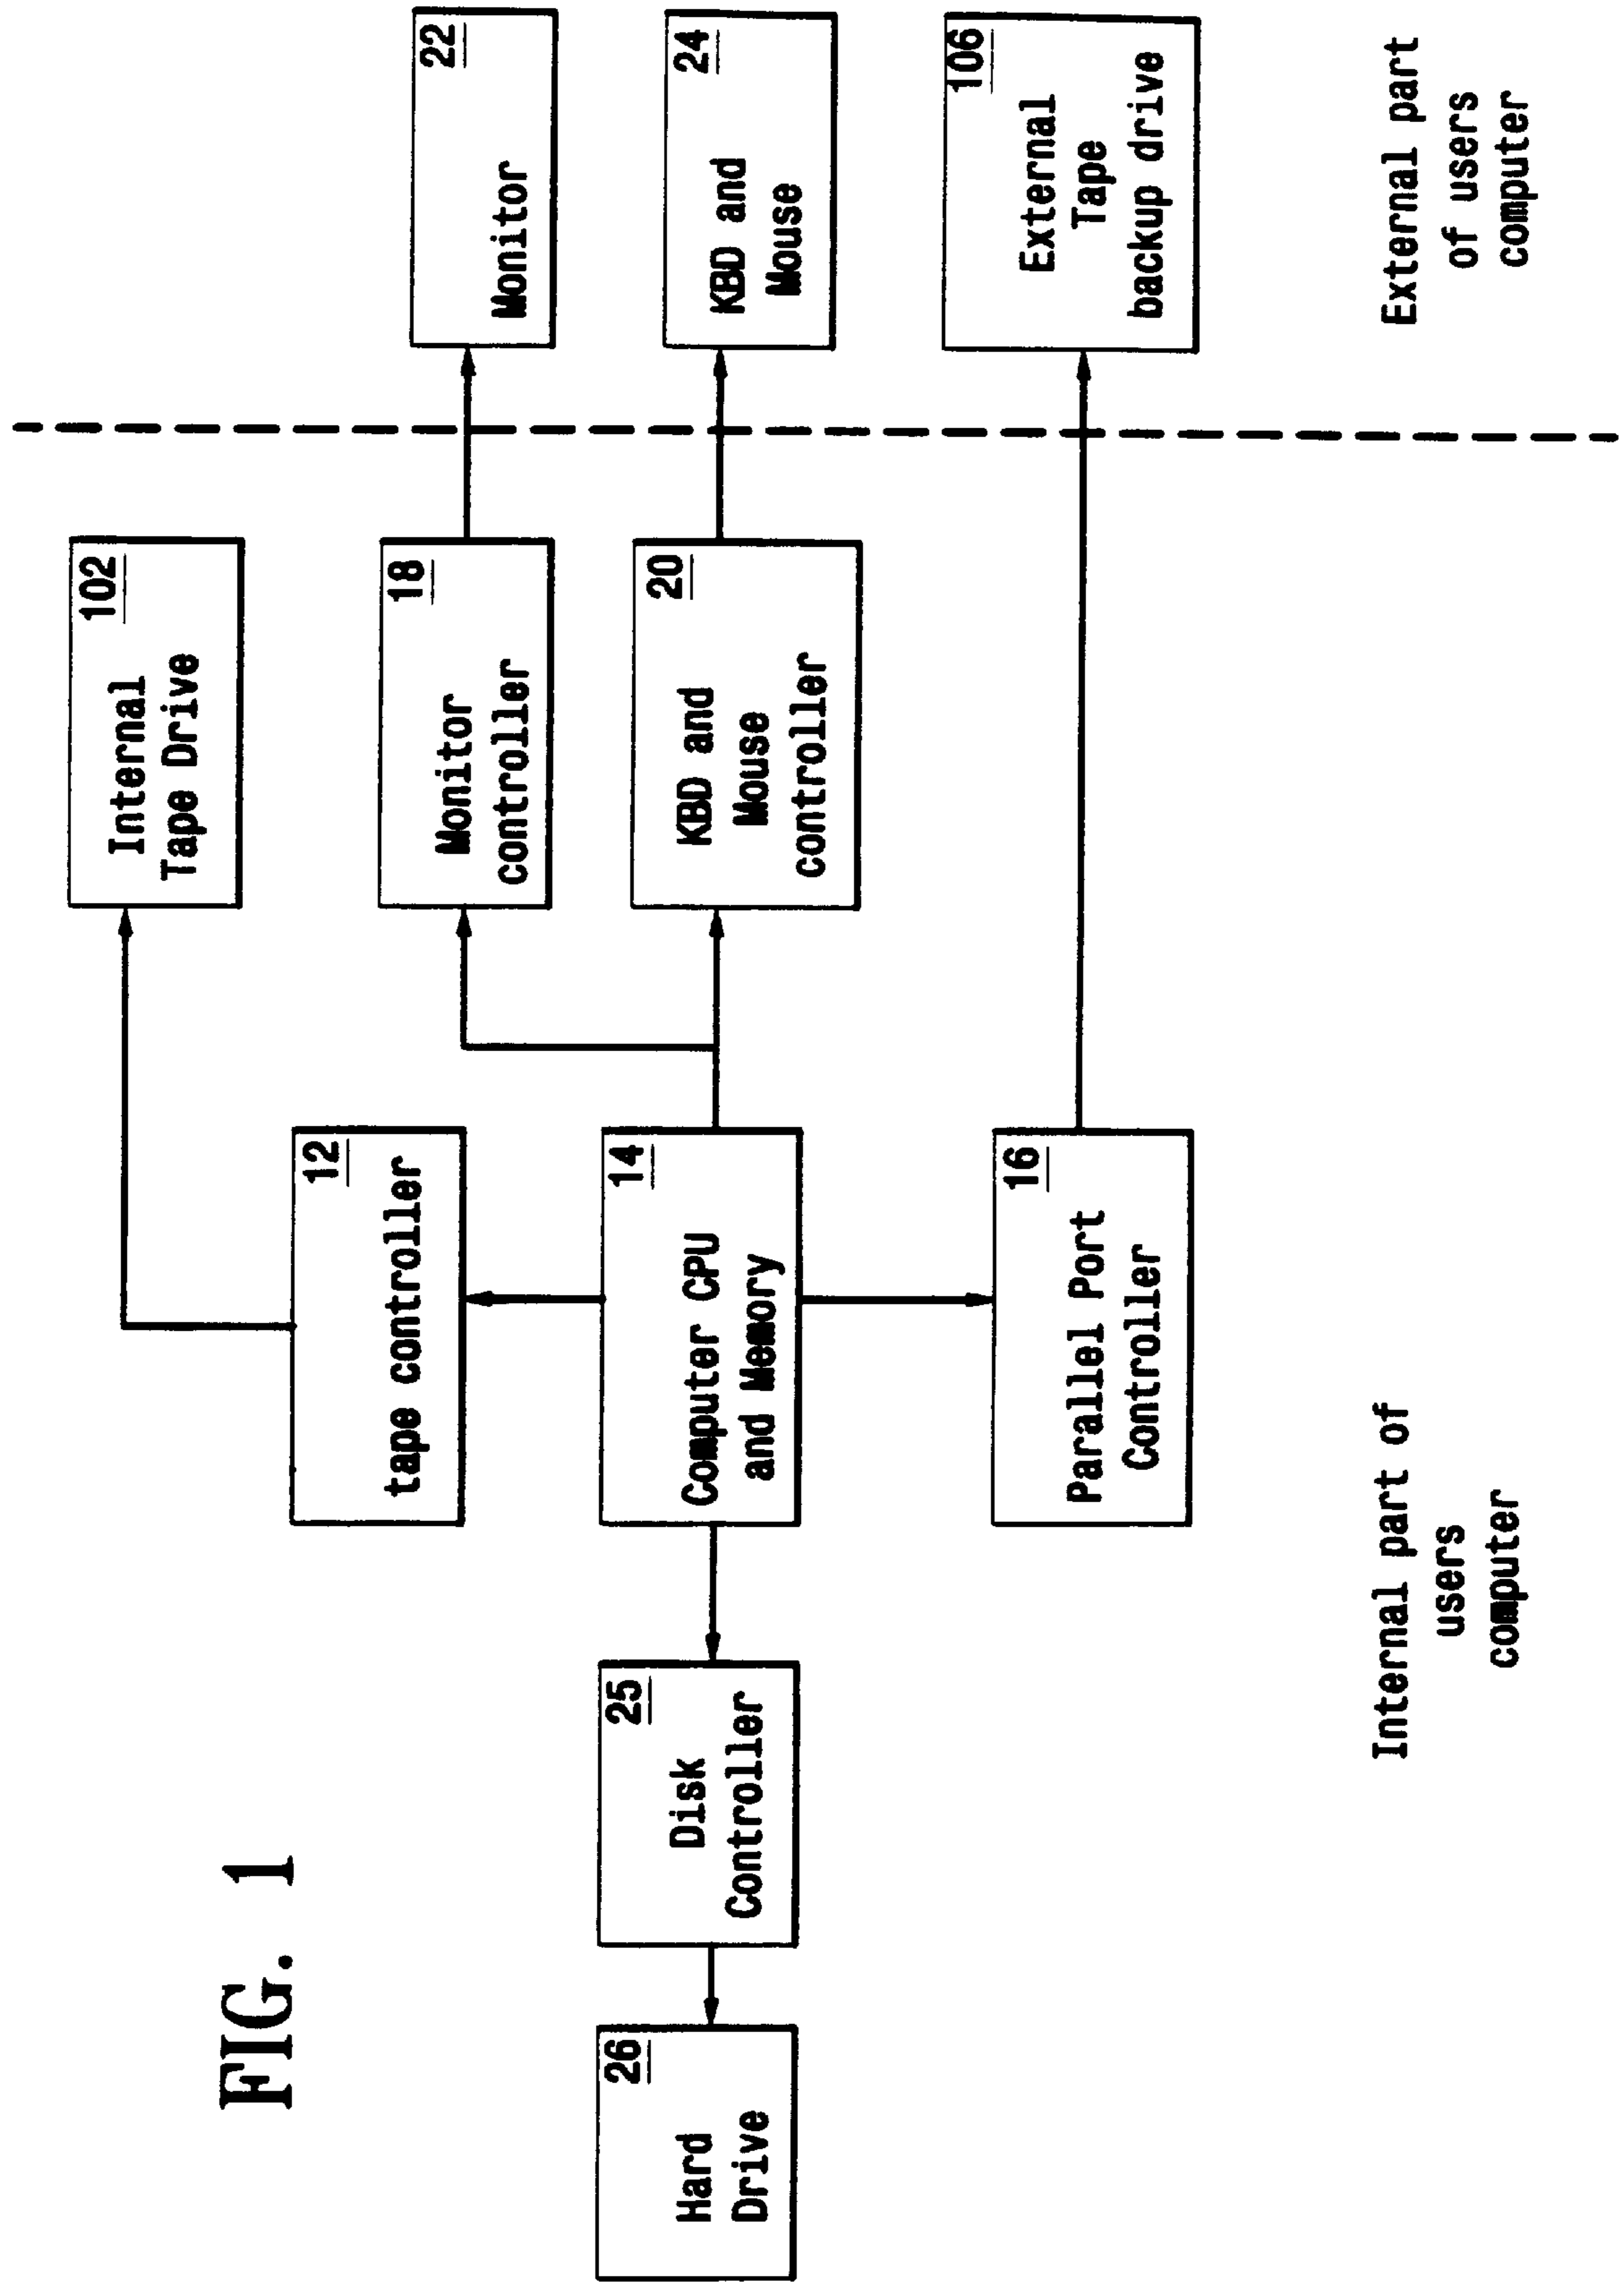 FIG. 1
102
Internal
Tape Drive
12
tape controller
18
Monitor
controller
22
Monitor
26
Hard
Drive
25
Disk
Controller
14
Computer CPU
and Memory
20
KBD and
Mouse
controller
24
KBD and
Mouse
16
Parallel Port
Controller
106
External
Tape
backup drive
Internal part of
users
computer
External part
of users
computer